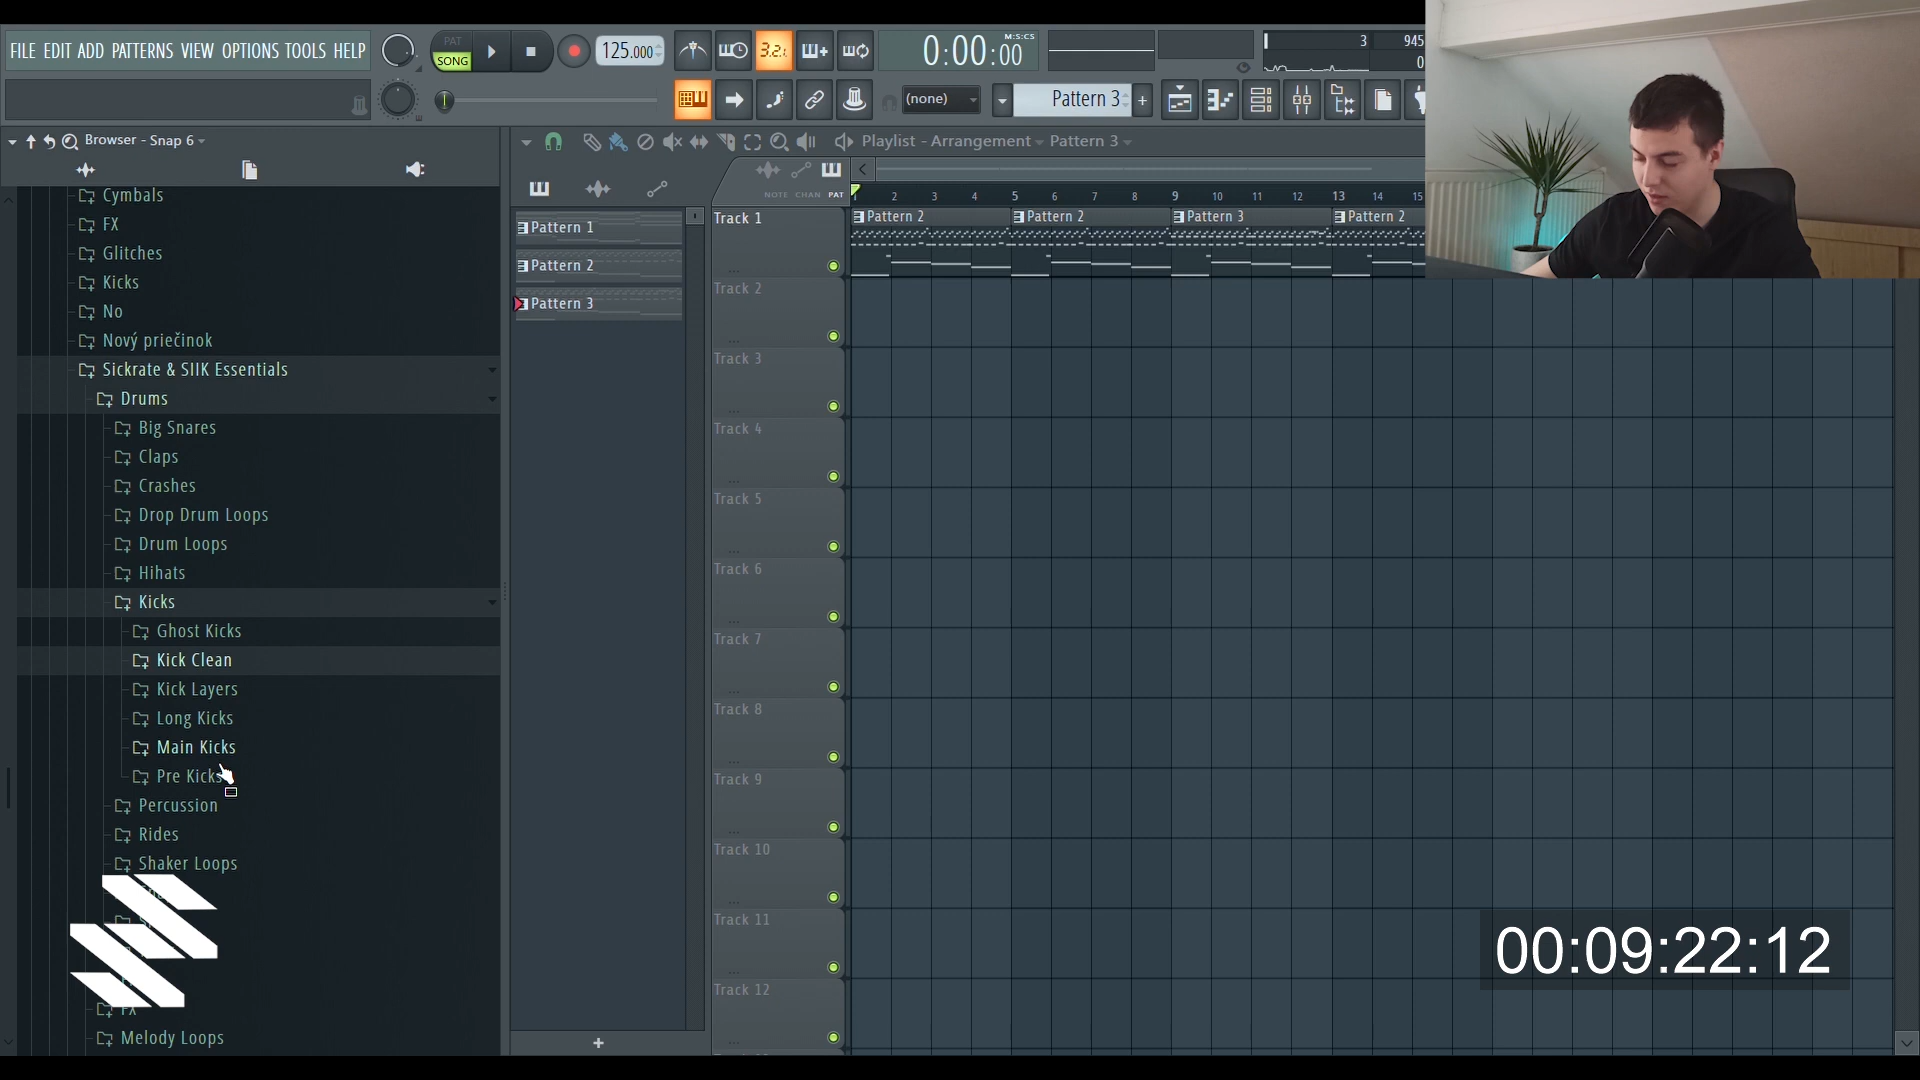 FILE EDIT ADD PATTERNS VIEW OPTIONS TOOLS HELP
PAT
SONG
125.000
3.2.1
M:S:CS
0:00:00
3
945
0
(none)
Pattern 3
Browser - Snap 6
Playlist - Arrangement
Pattern 3
NOTE CHAN PAT
1 2 3 4 5 6 7 8 9 10 11 12 13 14 15
Cymbals
FX
Glitches
Kicks
No
Nový priečinok
Sickrate & SIIK Essentials
Drums
Big Snares
Claps
Crashes
Drop Drum Loops
Drum Loops
Hihats
Kicks
Ghost Kicks
Kick Clean
Kick Layers
Long Kicks
Main Kicks
Pre Kicks
Percussion
Rides
Shaker Loops
FX
Melody Loops
Pattern 1
Pattern 2
Pattern 3
Track 1
Pattern 2
Pattern 2
Pattern 3
Pattern 2
Track 2
Track 3
Track 4
Track 5
Track 6
Track 7
Track 8
Track 9
Track 10
Track 11
Track 12
00:09:22:12